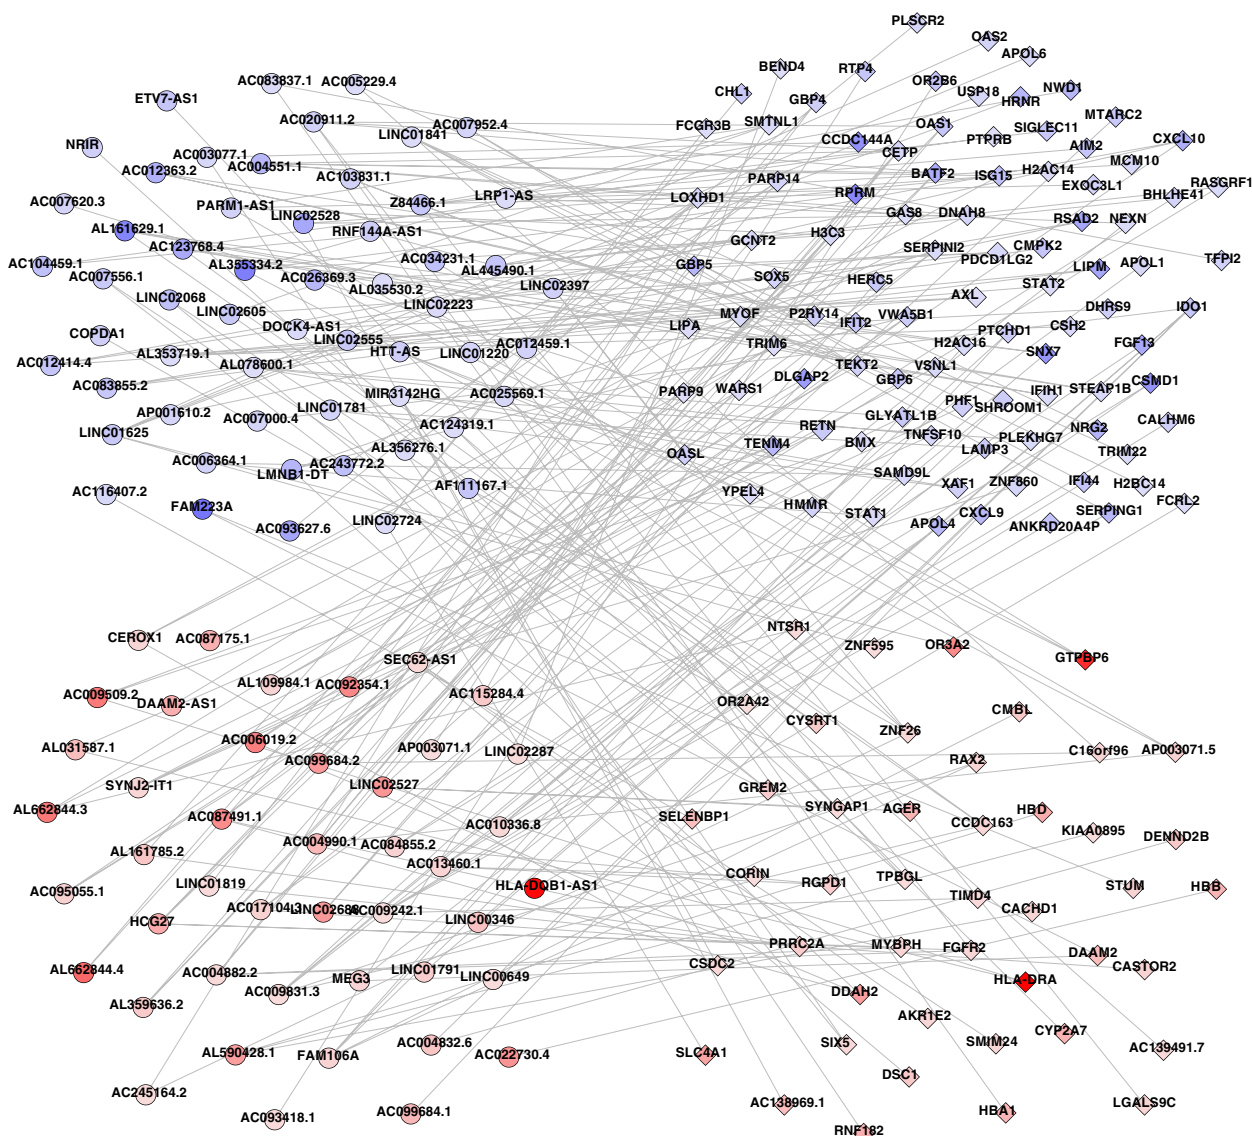 PLSCR2
OAS2
APOL6
BEND4
RTP4
AC083837.1
AC005229.4
OR2B6
NWD1
CHL1
USP18
ETV7-AS1
GBP4
HRNR
MTARC2
AC020911.2
AC007952.4
FCGR3B
SMTNL1
OAS1
SIGLEC11
LINC01841
CCDC144A
PTPRB
CXCL10
NRIR
CETP
AIM2
AC003077.1
AC004551.1
MCM10
AC012363.2
AC103831.1
PARP14
BATF2
ISG15
H2AC14
EXOC3L1
RASGRF1
LRP1-AS
LOXHD1
RPRM
BHLHE41
AC007620.3
PARM1-AS1
Z84466.1
LINC02528
GAS8
DNAH8
RSAD2
NEXN
AL161629.1
RNF144A-AS1
H3C3
GCNT2
AC123768.4
SERPINI2
CMPK2
PDCD1LG2
AC104459.1
AL355334.2
AC034231.1
AL445490.1
GBP5
LIPM
APOL1
TFPI2
AC007556.1
AC026369.3
AL035530.2
LINC02397
SOX5
HERC5
STAT2
LINC02068
LINC02605
LINC02223
AXL
DHRS9
IDO1
COPDA1
DOCK4-AS1
LINC02555
LIPA
MYOF
P2RY14
IFIT2
VWA5B1
PTCHD1
CSH2
AL353719.1
HTT-AS
LINC01220
AC012459.1
TRIM6
H2AC16
SNX7
FGF13
AC012414.4
AL078600.1
TEKT2
VSNL1
AC083855.2
MIR3142HG
AC025569.1
PARP9
WARS1
DLGAP2
GBP6
IFIH1
STEAP1B
CSMD1
AP001610.2
AC007000.4
LINC01781
GLYATL1B
PHF1
SHROOM1
LINC01625
AC124319.1
RETN
TNFSF10
NRG2
CALHM6
AL356276.1
OASL
TENM4
BMX
LAMP3
PLEKHG7
AC006364.1
LMNB1-DT
AC243772.2
TRIM22
AC116407.2
AF111167.1
YPEL4
SAMD9L
XAF1
ZNF860
IFI44
H2BC14
FAM223A
HMMR
FCRL2
AC093627.6
LINC02724
STAT1
APOL4
CXCL9
ANKRD20A4P
SERPING1
CEROX1
AC087175.1
NTSR1
ZNF595
OR3A2
SEC62-AS1
GTPBP6
AC009509.2
AL109984.1
AC092354.1
DAAM2-AS1
AC115284.4
OR2A42
CYSRT1
CMBL
AL031587.1
AC006019.2
AP003071.1
LINC02287
ZNF26
C16orf96
AP003071.5
AC099684.2
RAX2
SYNJ2-IT1
LINC02527
GREM2
AL662844.3
AC087491.1
AC010336.8
SELENBP1
SYNGAP1
AGER
HBD
CCDC163
KIAA0895
DENND2B
AL161785.2
AC004990.1
AC084855.2
AC013460.1
AC095055.1
LINC01819
HLA-DQB1-AS1
CORIN
RGPD1
TPBGL
TIMD4
STUM
HBB
HCG27
AC017104.3
LINC02688
AC009242.1
LINC00346
CACHD1
PRRC2A
MYBPH
FGFR2
DAAM2
AL662844.4
AC004882.2
MEG3
LINC01791
LINC00649
CSDC2
HLA-DRA
CASTOR2
AL359636.2
AC009831.3
DDAH2
AKR1E2
AL590428.1
FAM106A
AC004832.6
AC022730.4
SLC4A1
SIX5
SMIM24
CYP2A7
AC139491.7
AC245164.2
DSC1
AC093418.1
AC099684.1
AC138969.1
HBA1
LGALS9C
RNF182